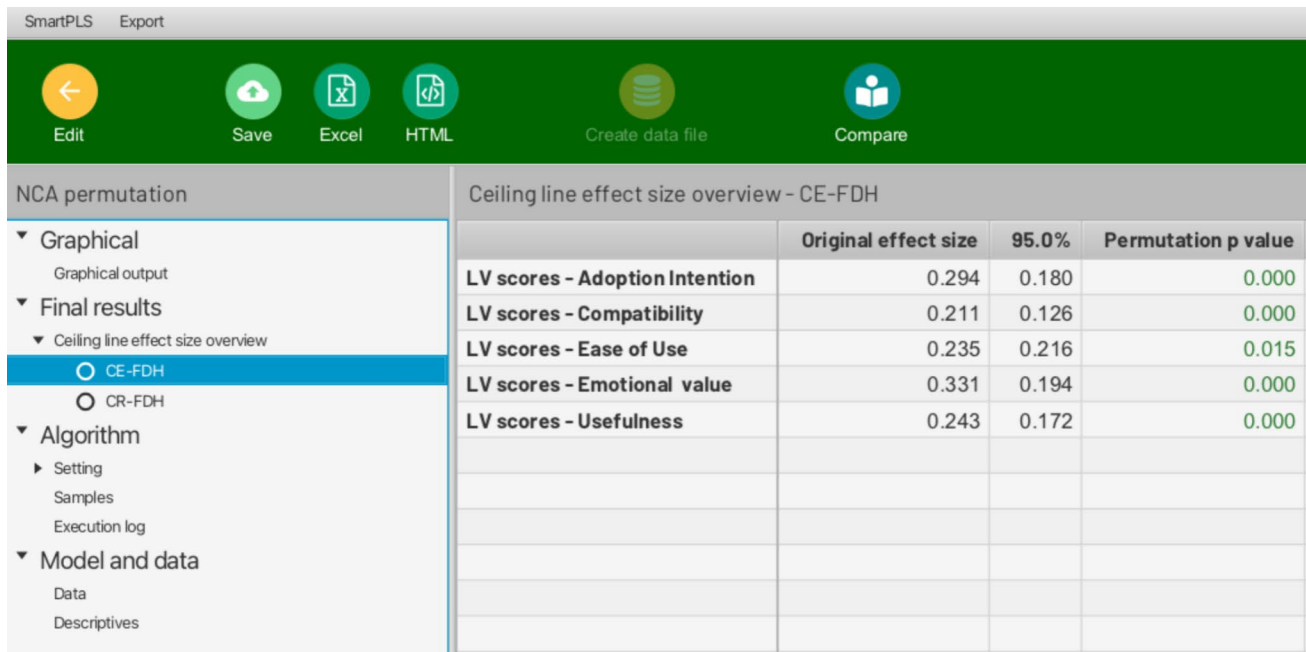 SmartPLS Export
Edit Save Excel HTML Create data file Compare
NCA permutation
Graphical
Graphical output
Final results
Ceiling line effect size overview
CE-FDH
CR-FDH
Algorithm
Setting
Samples
Execution log
Model and data
Data
Descriptives
Ceiling line effect size overview - CE-FDH
Original effect size 95.0% Permutation p value
LV scores - Adoption Intention 0.294 0.180 0.000
LV scores - Compatibility 0.211 0.126 0.000
LV scores - Ease of Use 0.235 0.216 0.015
LV scores - Emotional value 0.331 0.194 0.000
LV scores - Usefulness 0.243 0.172 0.000